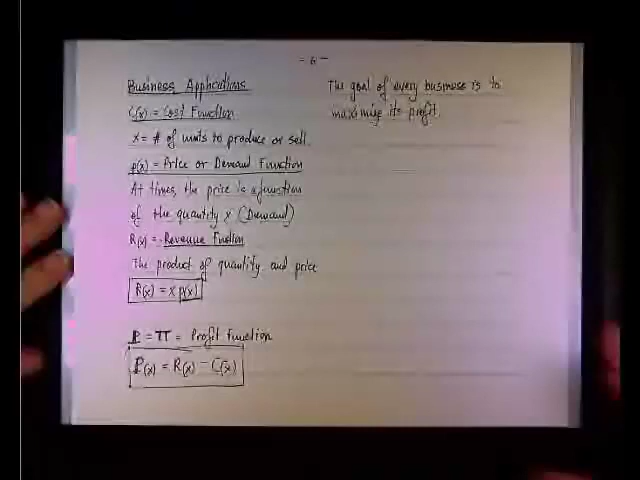 - 6 -
Business Applications
C(x) = Cost Function
x = # of units to produce or sell.
p(x) = Price or Demand Function
At times, the price is a function
of the quantity x (Demand)
R(x) = Revenue Function
The product of quantity and price
R(x) = x p(x)
P = π = Profit Function
P(x) = R(x) - C(x)
The goal of every business is to
maximize its profit.